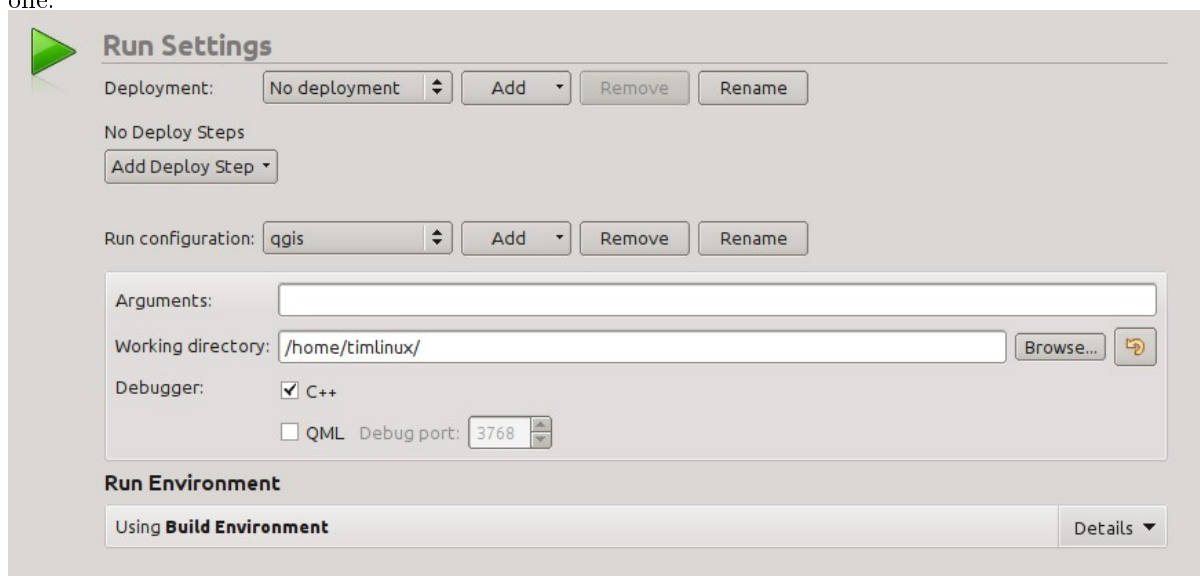 one.
Run Settings
Deployment: No deployment Add Remove Rename
No Deploy Steps
Add Deploy Step
Run configuration: qgis Add Remove Rename
Arguments:
Working directory: /home/timlinux/ Browse...
Debugger: C++
QML Debug port: 3768
Run Environment
Using Build Environment Details